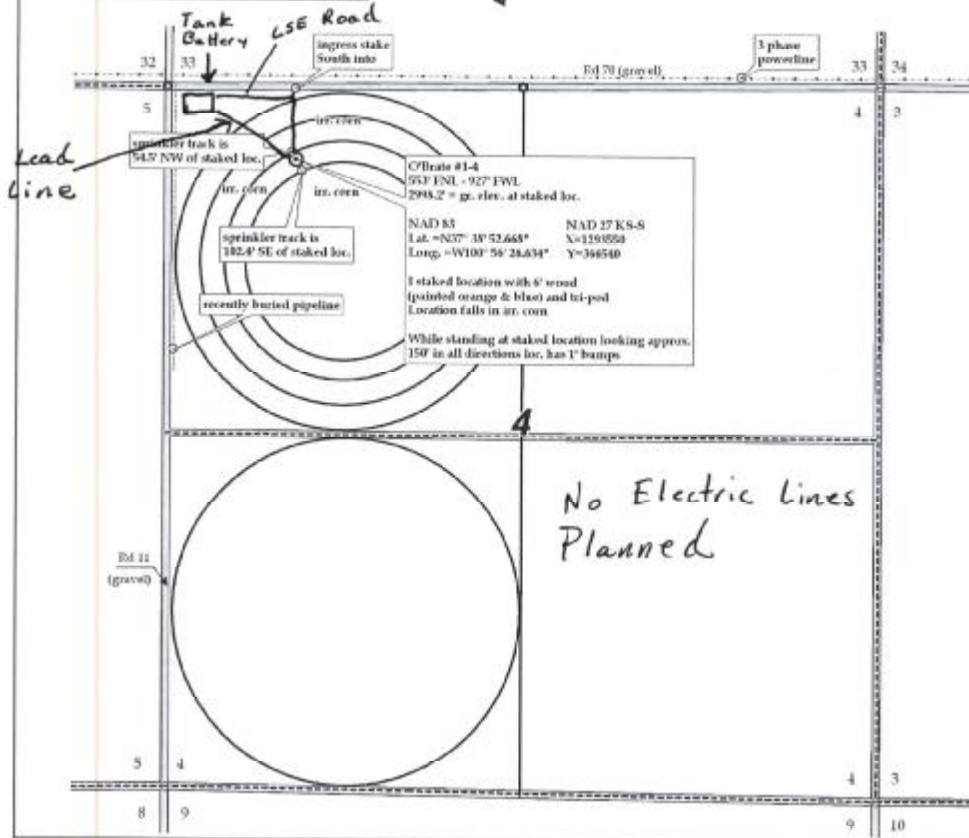 Tank
Battery
LSE Road
ingress stake
South into
3 phase
powerline
32 33
Rd 70 (gravel)
33 34
5
4 3
irr. corn
sprinkler track is
54.5' NW of staked loc.
Lead
Line
irr. corn
irr. corn
O'Brate #1-4
553' FNL - 927' FWL
2998.2' = gr. elev. at staked loc.
NAD 83
NAD 27 KS-S
Lat. =N37° 38' 52.668"
X=1293550
Long. =W100° 56' 26.634"
Y=366540
sprinkler track is
102.4' SE of staked loc.
I staked location with 6' wood
(painted orange & blue) and tri-pod
Location falls in irr. corn
recently buried pipeline
While standing at staked location looking approx.
150' in all directions loc. has 1' bumps
4
No Electric Lines
Planned
Rd 11
(gravel)
5 4
4 3
8 9
9 10